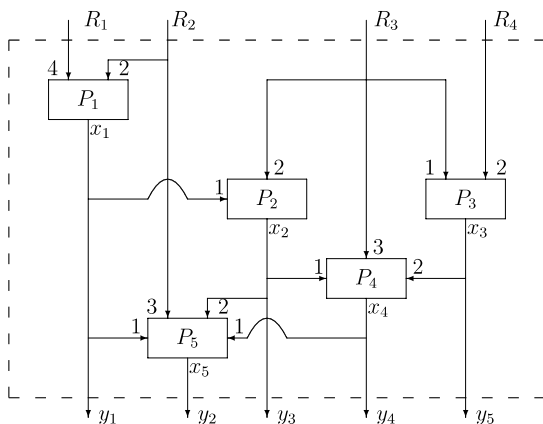 R₁ R₂ R₃ R₄
4 2
P₁
x₁
2 1 2
1
P₂ P₃
x₂ x₃
3
1 P₄ 2
x₄
3 2
1 P₅ 1
x₅
y₁ y₂ y₃ y₄ y₅